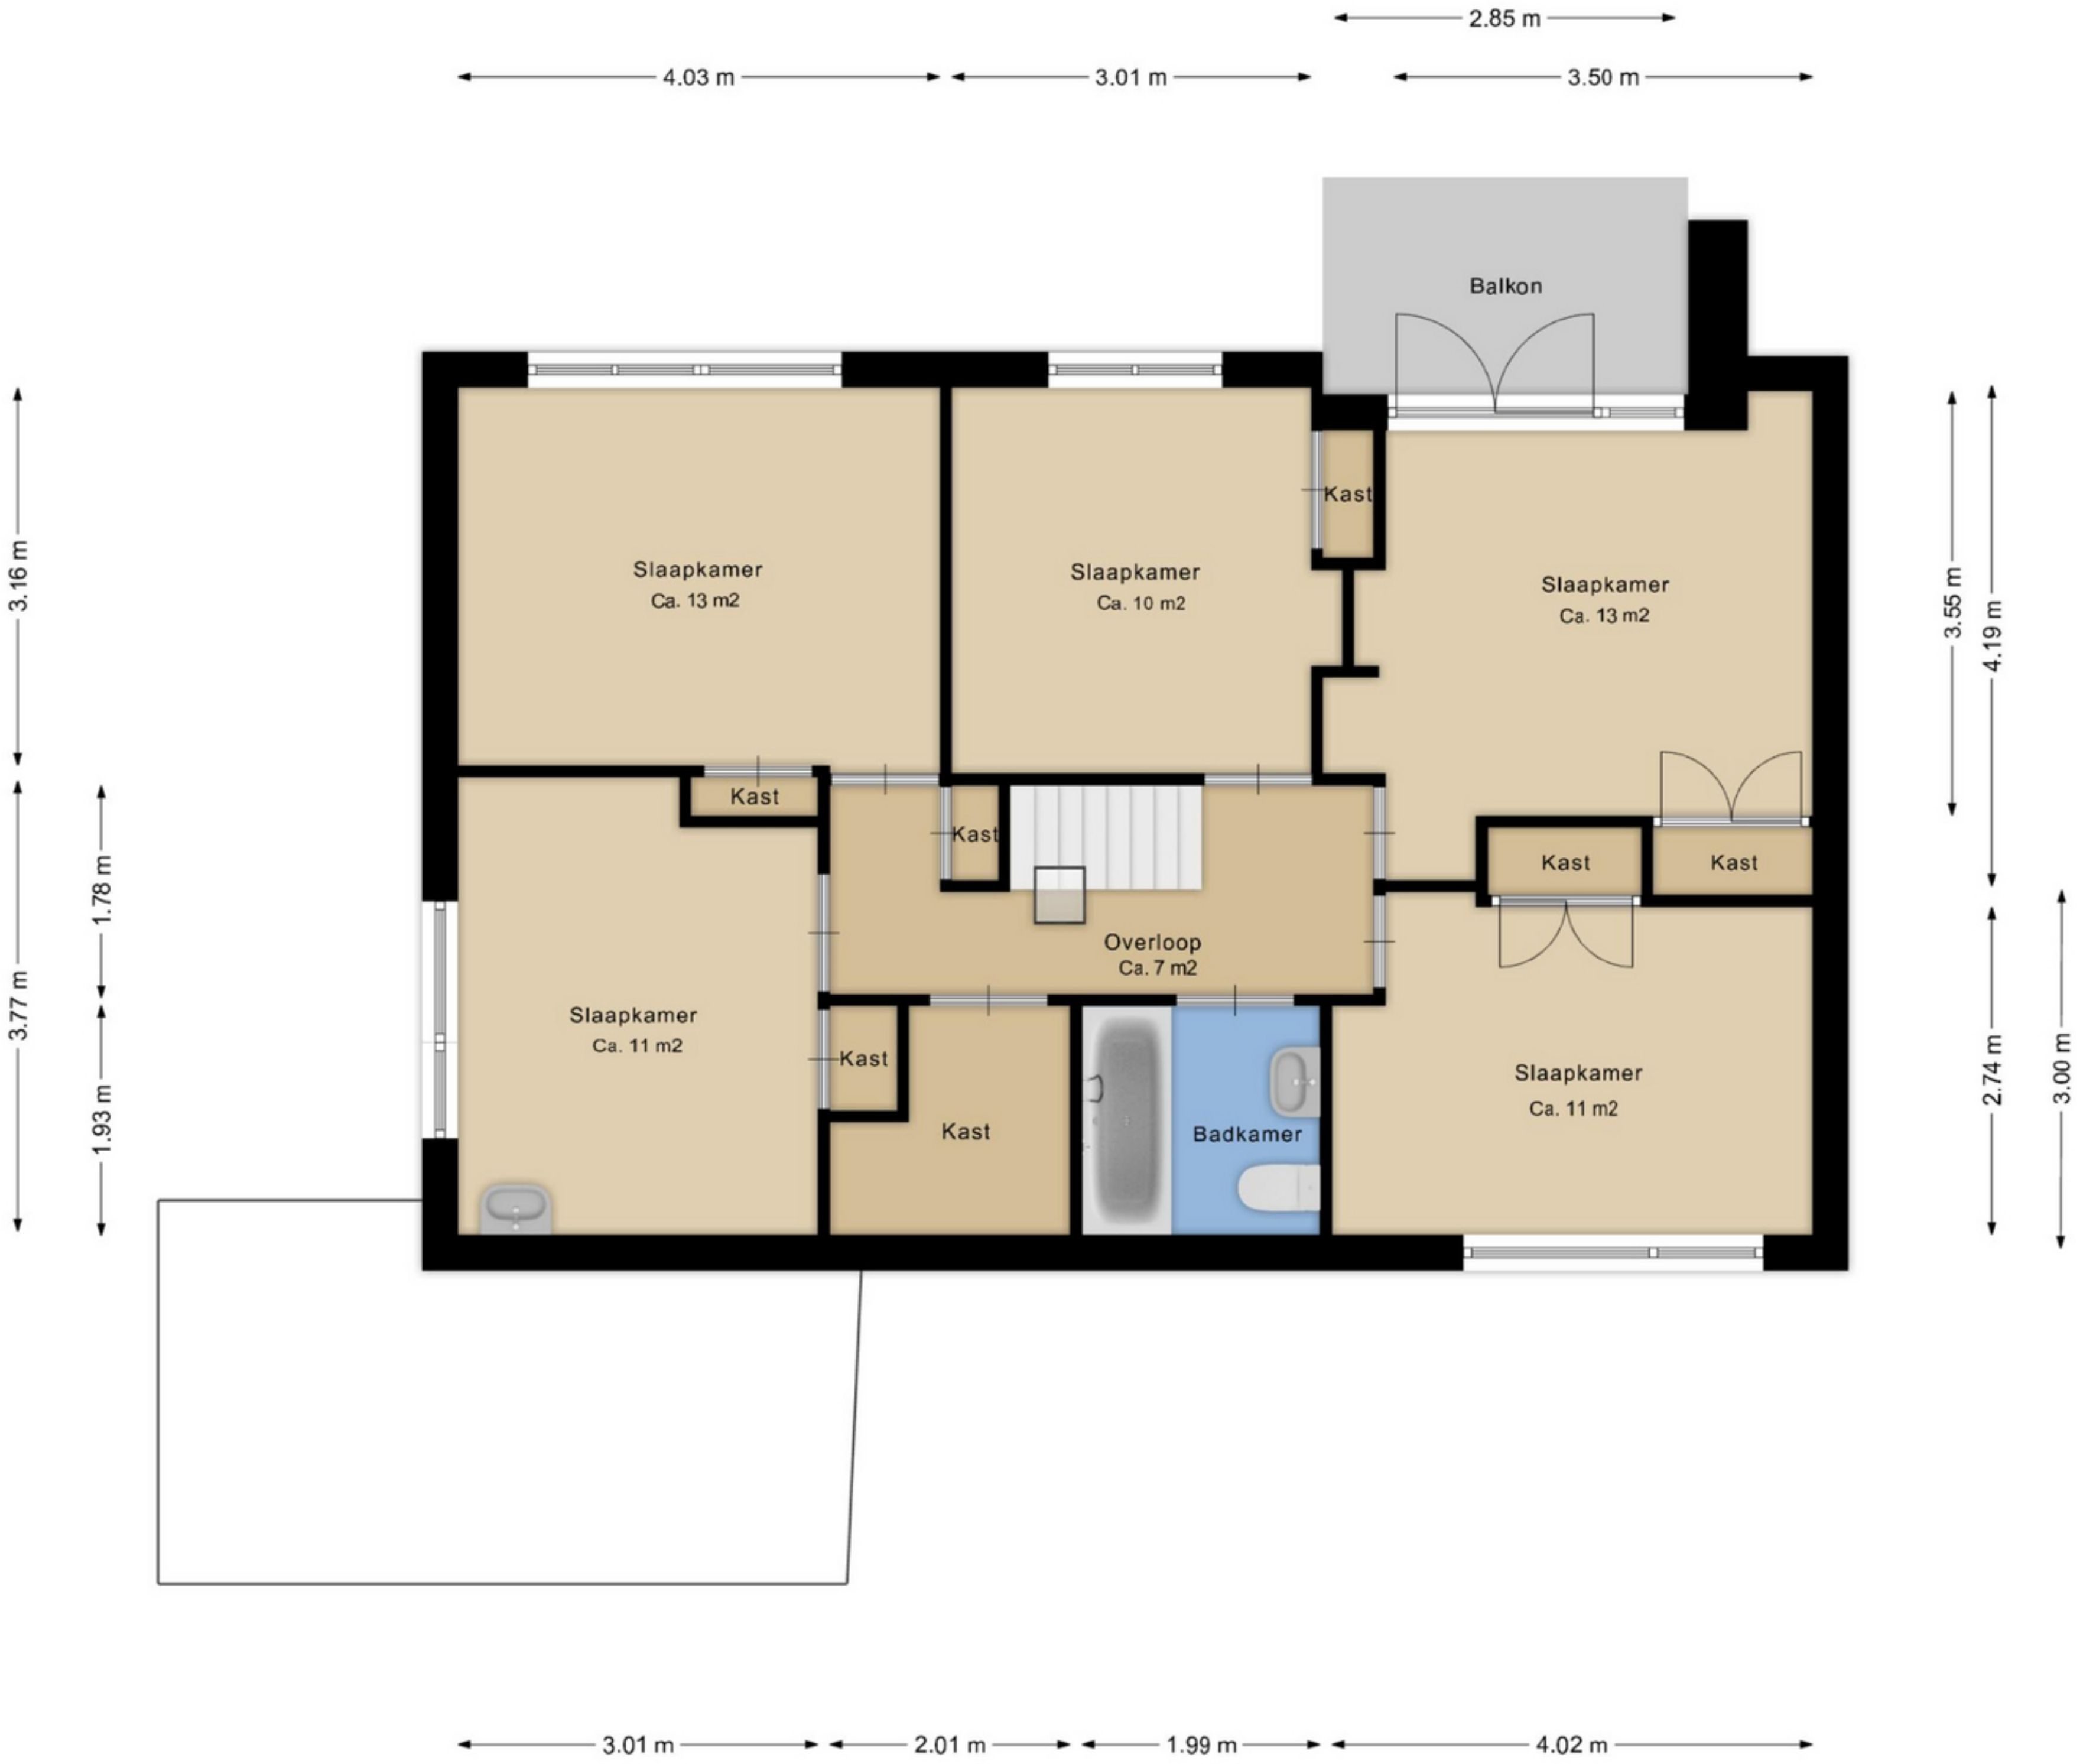 2.85 m
4.03 m
3.01 m
3.50 m
Balkon
Kast
Slaapkamer
Ca. 13 m2
Slaapkamer
Ca. 10 m2
Slaapkamer
Ca. 13 m2
3.16 m
3.55 m
4.19 m
Kast
Kast
Kast
Kast
1.78 m
Overloop
Ca. 7 m2
3.77 m
Slaapkamer
Ca. 11 m2
Kast
Slaapkamer
Ca. 11 m2
2.74 m
3.00 m
1.93 m
Kast
Badkamer
3.01 m
2.01 m
1.99 m
4.02 m